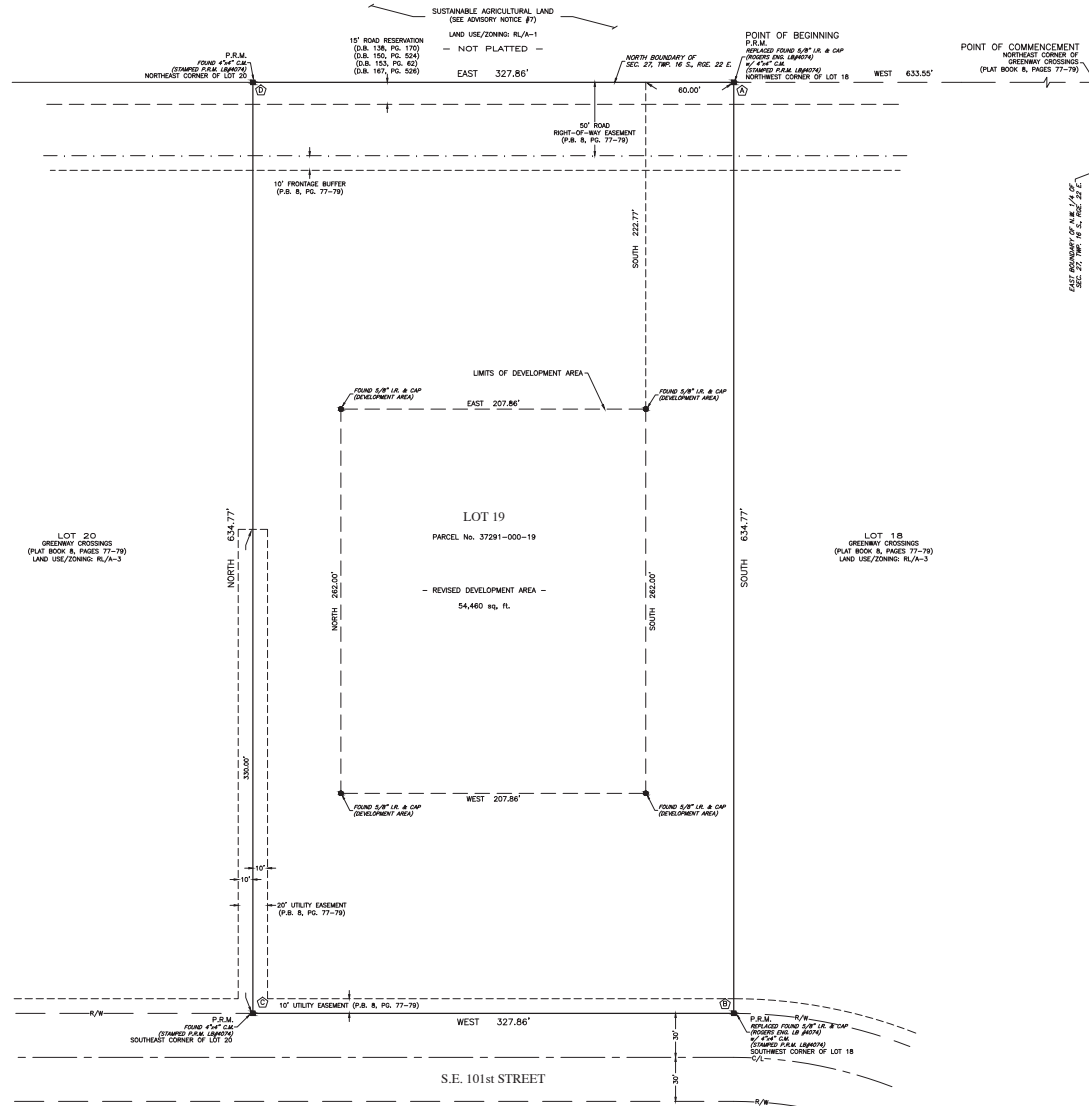 SUSTAINABLE AGRICULTURAL LAND
(SEE ADVISORY NOTICE #7)
LAND USE/ZONING: RL/A-1
- NOT PLATTED -
15' ROAD RESERVATION
(D.B. 138, PG. 170)
(D.B. 150, PG. 524)
(D.B. 153, PG. 62)
(D.B. 167, PG. 526)
P.R.M.
FOUND 4"x4" C.M.
(STAMPED P.R.M. LB#4074)
NORTHEAST CORNER OF LOT 20
EAST 327.86'
NORTH BOUNDARY OF
SEC. 27, TWP. 16 S., RGE. 22 E.
POINT OF BEGINNING
P.R.M.
REPLACED FOUND 5/8" I.R. & CAP
(ROGERS ENG. LB#4074)
w/ 4"x4" C.M.
(STAMPED P.R.M. LB#4074)
NORTHWEST CORNER OF LOT 18
WEST 633.55'
POINT OF COMMENCEMENT
NORTHEAST CORNER OF
GREENWAY CROSSINGS
(PLAT BOOK 8, PAGES 77-79)
D
A
60.00'
50' ROAD
RIGHT-OF-WAY EASEMENT
(P.B. 8, PG. 77-79)
10' FRONTAGE BUFFER
(P.B. 8, PG. 77-79)
SOUTH 222.77'
EAST BOUNDARY OF N.W. 1/4 OF
SEC. 27, TWP. 16 S., RGE. 22 E.
LIMITS OF DEVELOPMENT AREA
FOUND 5/8" I.R. & CAP
(DEVELOPMENT AREA)
EAST 207.86'
FOUND 5/8" I.R. & CAP
(DEVELOPMENT AREA)
LOT 19
PARCEL No. 37291-000-19
- REVISED DEVELOPMENT AREA -
54,460 sq. ft.
LOT 20
GREENWAY CROSSINGS
(PLAT BOOK 8, PAGES 77-79)
LAND USE/ZONING: RL/A-3
NORTH 634.77'
NORTH 262.00'
SOUTH 262.00'
SOUTH 634.77'
LOT 18
GREENWAY CROSSINGS
(PLAT BOOK 8, PAGES 77-79)
LAND USE/ZONING: RL/A-3
330.00'
WEST 207.86'
FOUND 5/8" I.R. & CAP
(DEVELOPMENT AREA)
FOUND 5/8" I.R. & CAP
(DEVELOPMENT AREA)
10'
10'
20' UTILITY EASEMENT
(P.B. 8, PG. 77-79)
C
10' UTILITY EASEMENT (P.B. 8, PG. 77-79)
B
R/W
P.R.M.
FOUND 4"x4" C.M.
(STAMPED P.R.M. LB#4074)
SOUTHEAST CORNER OF LOT 20
WEST 327.86'
30'
P.R.M.
R/W
REPLACED FOUND 5/8" I.R. & CAP
(ROGERS ENG. LB #4074)
w/ 4"x4" C.M.
(STAMPED P.R.M. LB#4074)
SOUTHWEST CORNER OF LOT 18
C/L
S.E. 101st STREET
30'
R/W